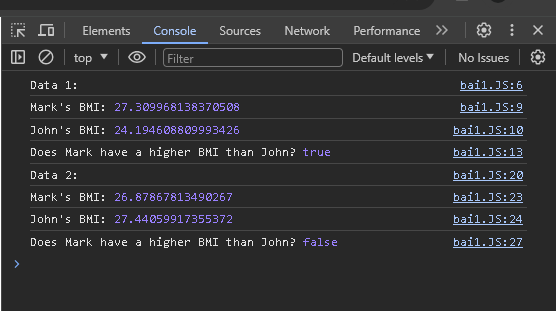 Elements Console Sources Network Performance
top Filter Default levels No Issues
Data 1: bai1.JS:6
Mark's BMI: 27.309968138370508 bai1.JS:9
John's BMI: 24.194608809993426 bai1.JS:10
Does Mark have a higher BMI than John? true bai1.JS:13
Data 2: bai1.JS:20
Mark's BMI: 26.87867813490267 bai1.JS:23
John's BMI: 27.44059917355372 bai1.JS:24
Does Mark have a higher BMI than John? false bai1.JS:27